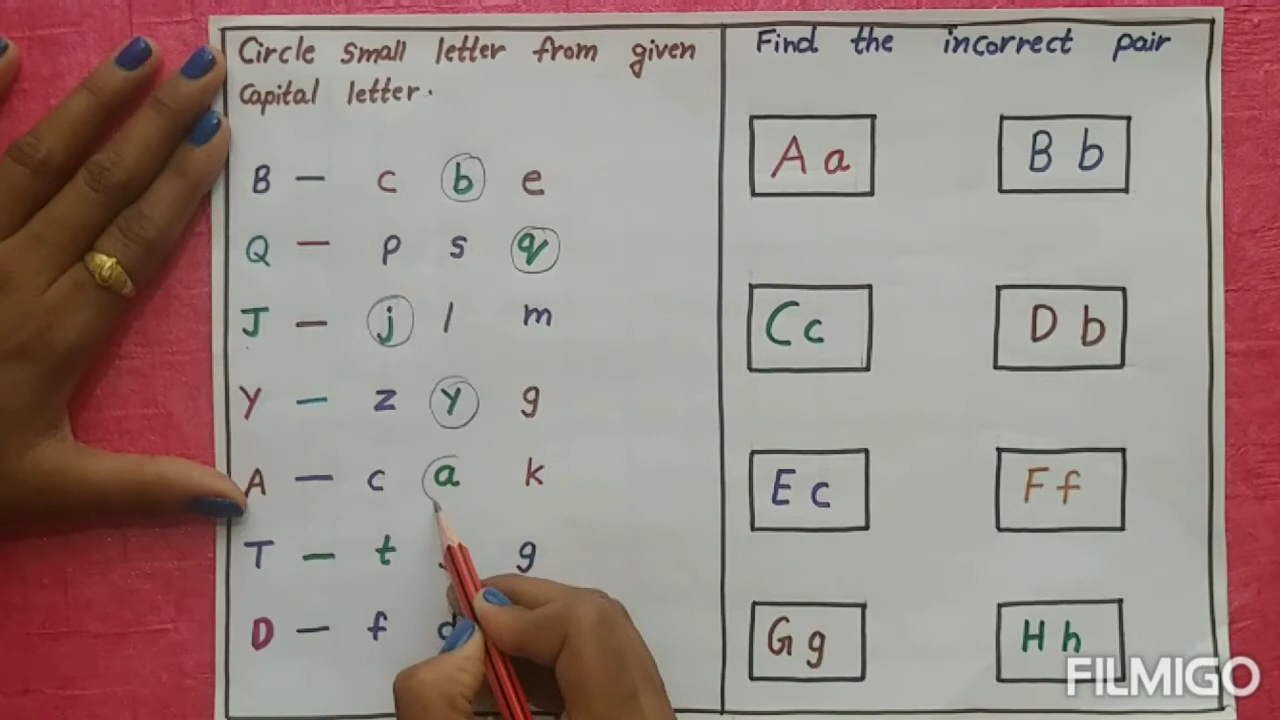 Circle small letter from given
Capital letter.
B – c b e
Q – p s q
J – j l m
Y – z y g
A – c a k
T – t g
D – f d
Find the incorrect pair
A a
B b
C c
D b
E c
F f
G g
H h
FILMIGO